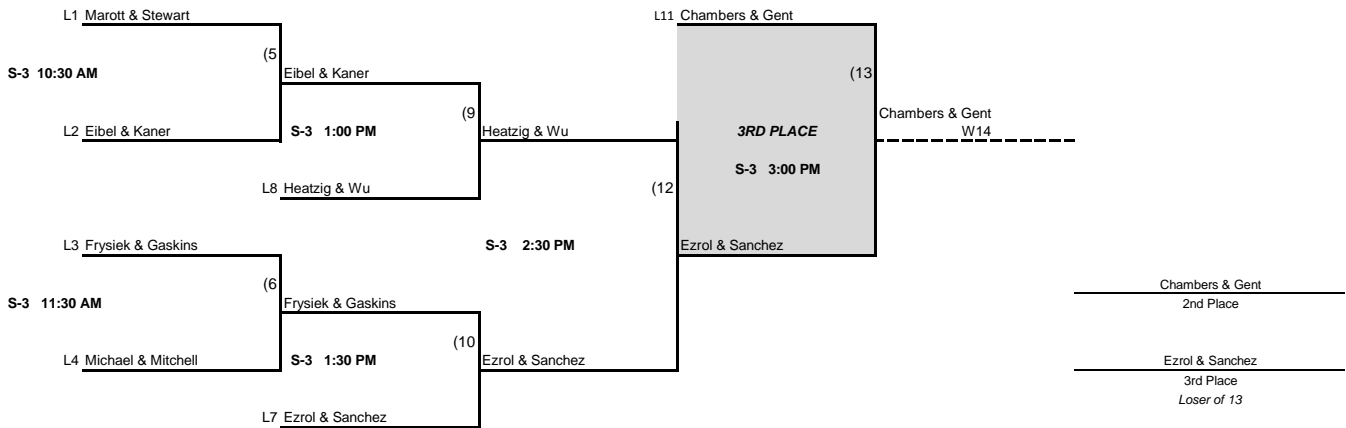 L1 Marott & Stewart
L11 Chambers & Gent
(5
S-3 10:30 AM
Eibel & Kaner
(13
(9
Chambers & Gent
L2 Eibel & Kaner
S-3 1:00 PM
Heatzig & Wu
3RD PLACE
W14
S-3 3:00 PM
L8 Heatzig & Wu
(12
L3 Frysiek & Gaskins
S-3 2:30 PM
Ezrol & Sanchez
(6
S-3 11:30 AM
Frysiek & Gaskins
Chambers & Gent
2nd Place
(10
L4 Michael & Mitchell
S-3 1:30 PM
Ezrol & Sanchez
Ezrol & Sanchez
3rd Place
Loser of 13
L7 Ezrol & Sanchez